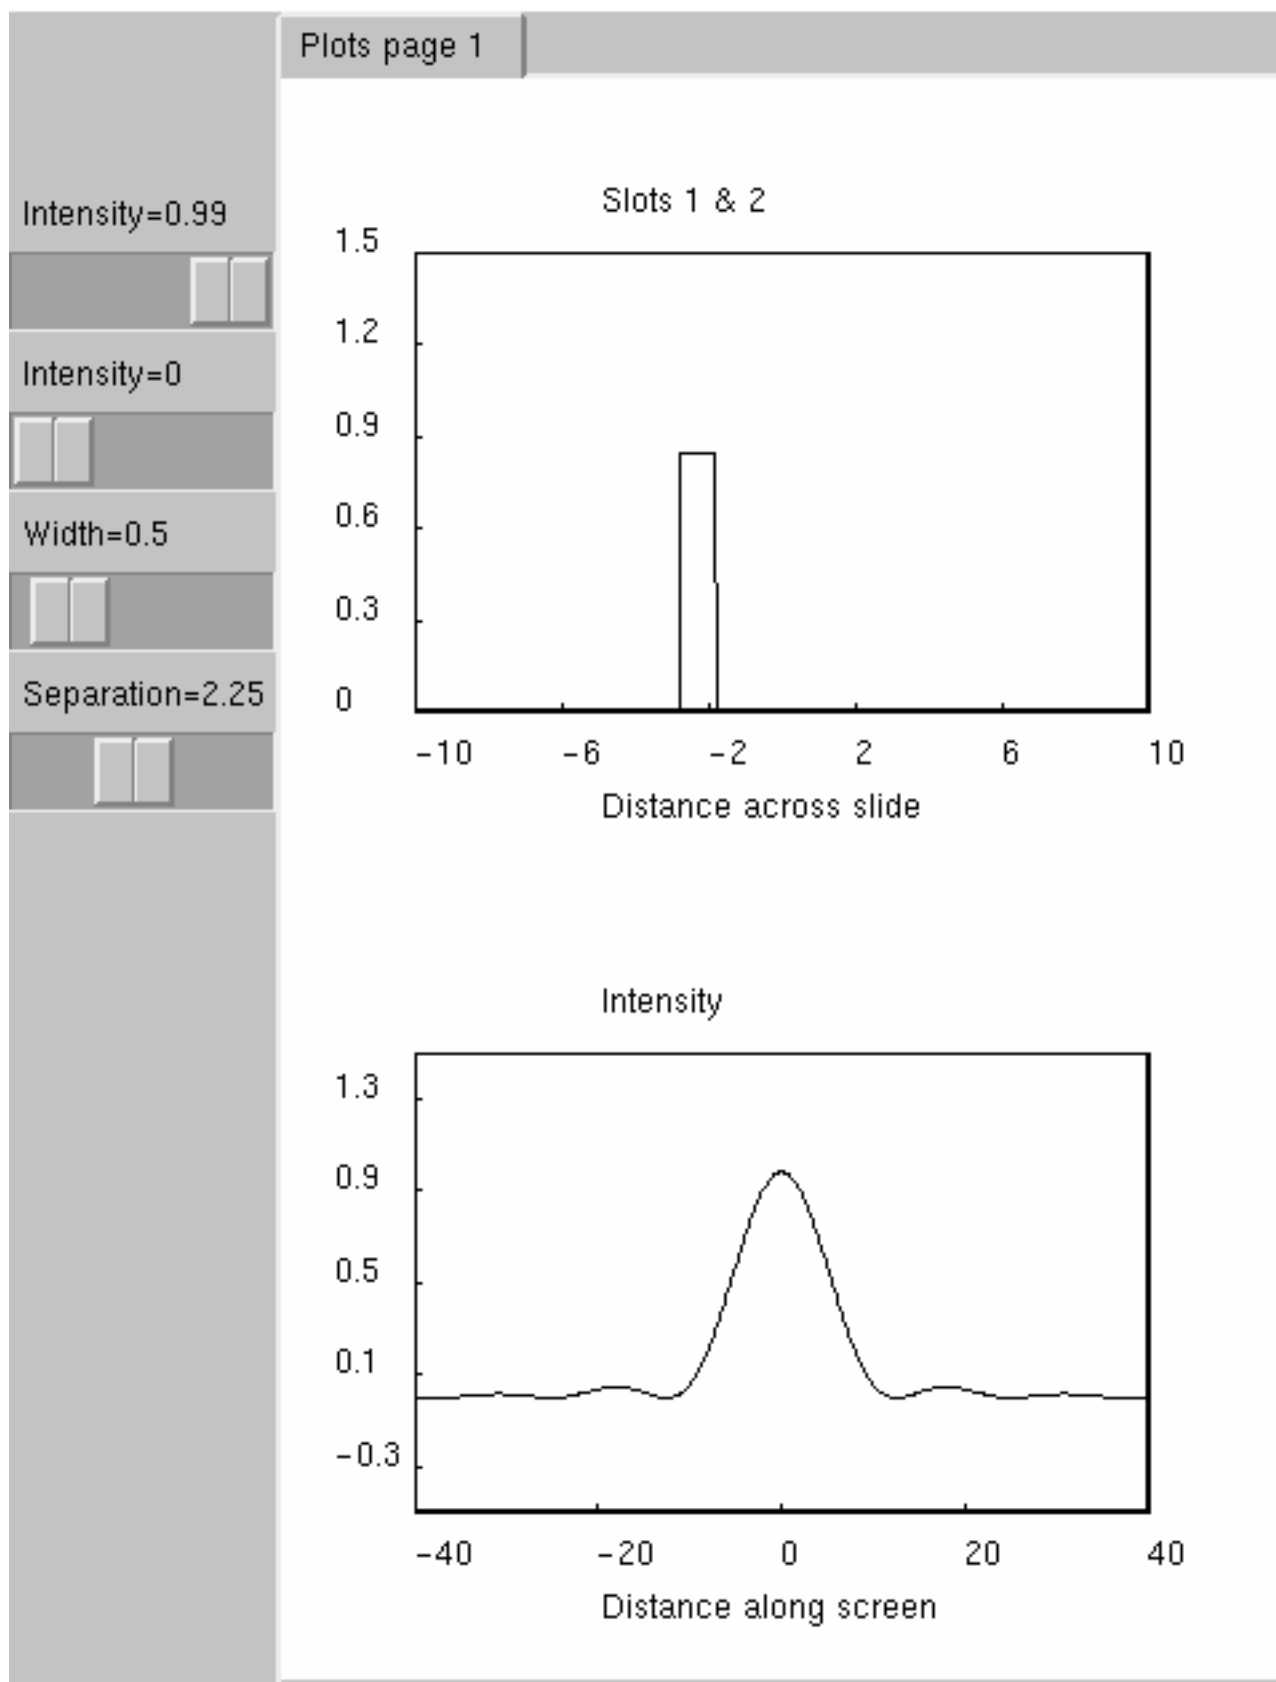 Plots page 1
Intensity=0.99
Intensity=0
Width=0.5
Separation=2.25
Slots 1 & 2
1.5
1.2
0.9
0.6
0.3
0
-10 -6 -2 2 6 10
Distance across slide
Intensity
1.3
0.9
0.5
0.1
-0.3
-40 -20 0 20 40
Distance along screen